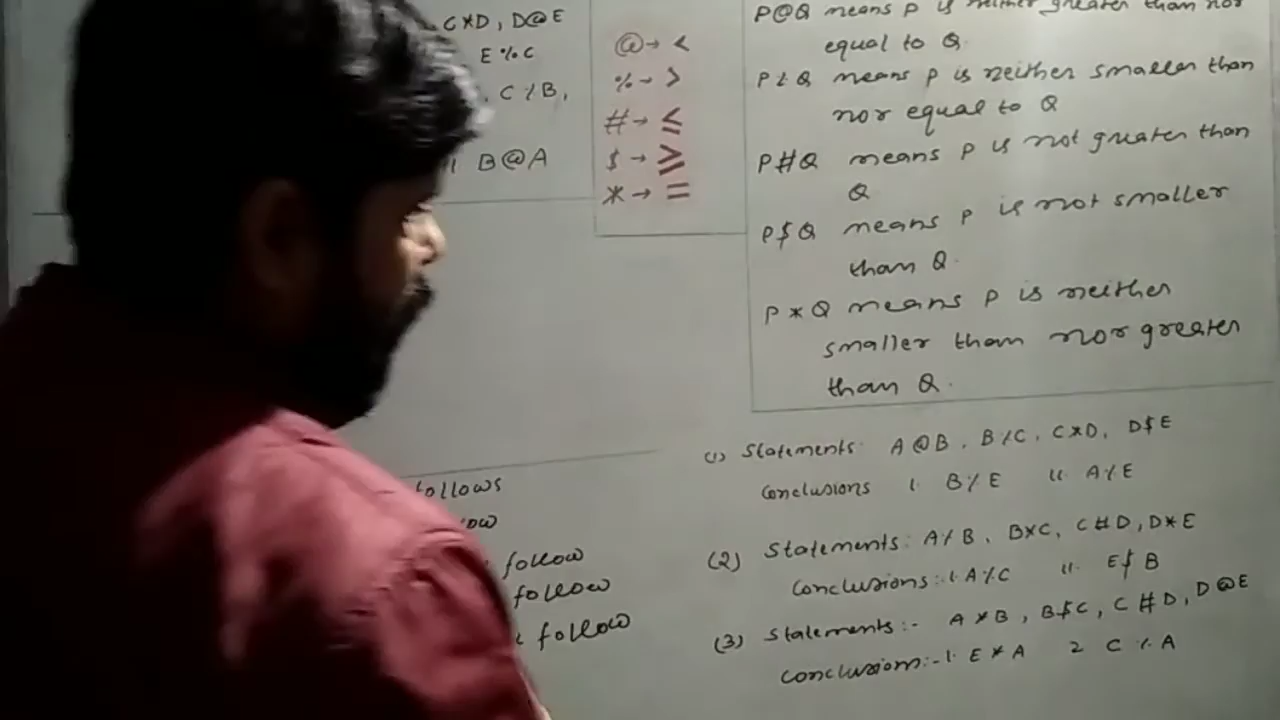 C*D, D@E
E % C
, C % B,
B@A
@→ <
%→ >
#→ ≤
$→ ≥
*→ =
P@Q means P is neither greater than nor
equal to Q.
P%Q means P is neither smaller than
nor equal to Q
P#Q means P is not greater than
Q
P$Q means P is not smaller
than Q.
P*Q means P is neither
smaller than nor greater
than Q.
follows
follow
follow
follow
(1) Statements: A@B, B%C, C*D, D$E
Conclusions I. B%E II. A%E
(2) Statements: A%B, B*C, C#D, D*E
Conclusions:- I. A%C II. E$B
(3) Statements:- A*B, B$C, C#D, D@E
Conclusion:- 1. E*A 2 C % A